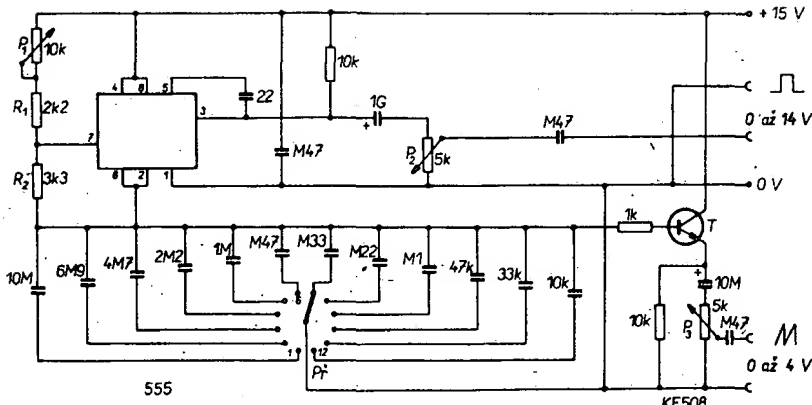 + 15 V
P1 10k
10k
4 8 5
22
3
R1 2k2
1G
+
0 až 14 V
7
M47
P2 5k
M47
R2 3k3
6 2 1
0 V
1k
T
10M
6M9
4M7
2M2
1M
M47
M33
M22
M1
47k
33k
10k
+
10M
10k
5k
P3
M47
1 12
6
Př
0 až 4 V
555
KF508